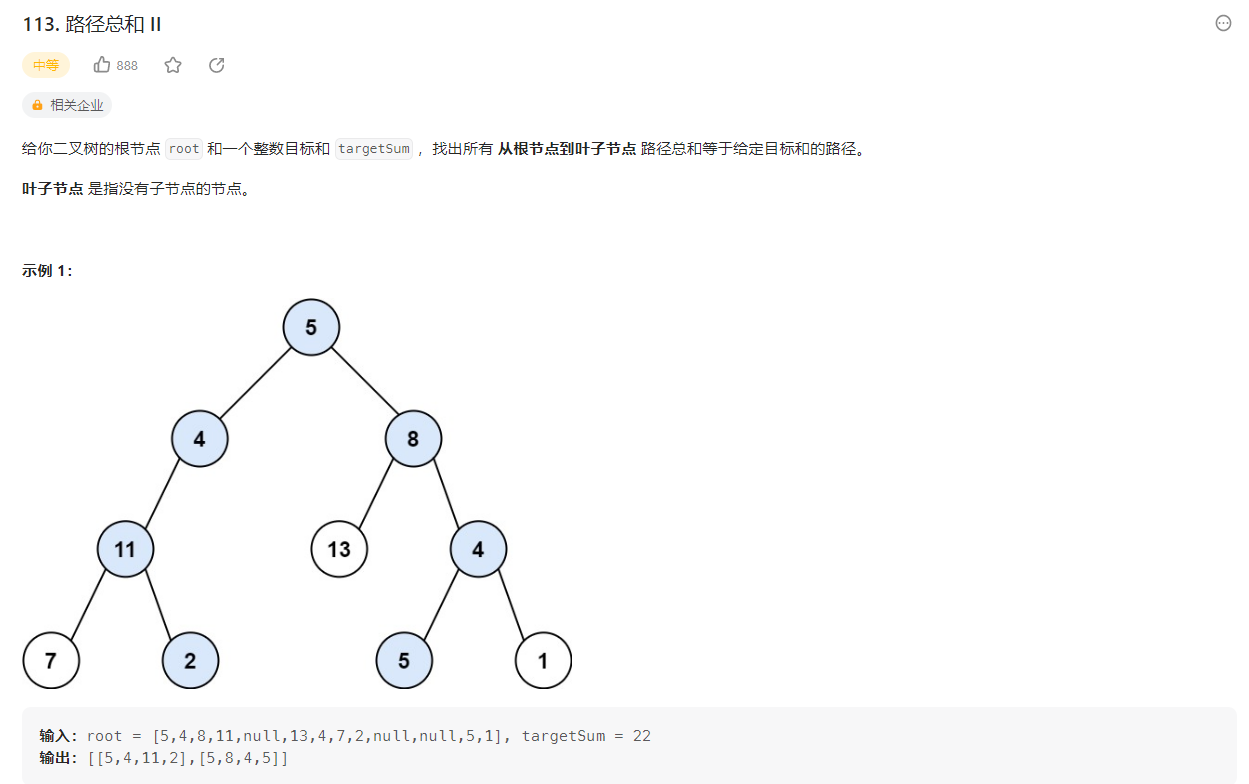 113. 路径总和 II
中等 888
相关企业
给你二叉树的根节点 root 和一个整数目标和 targetSum ，找出所有 从根节点到叶子节点 路径总和等于给定目标和的路径。
叶子节点 是指没有子节点的节点。
示例 1：
5
4 8
11 13 4
7 2 5 1
输入：root = [5,4,8,11,null,13,4,7,2,null,null,5,1], targetSum = 22
输出：[[5,4,11,2],[5,8,4,5]]